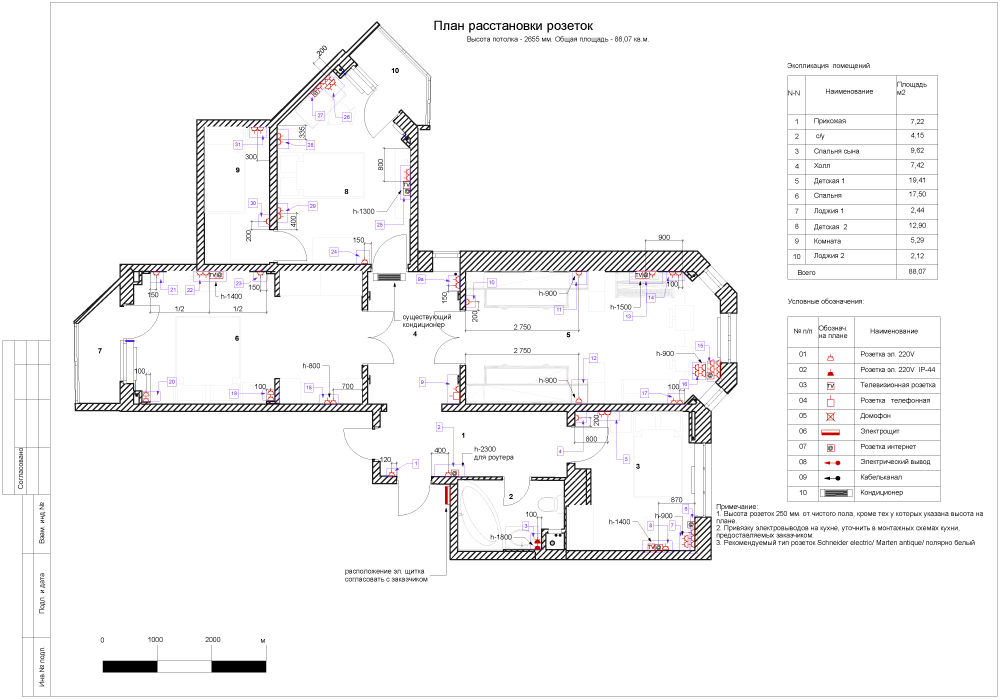 План расстановки розеток
Высота потолка - 2655 мм. Общая площадь - 88,07 кв.м.
Экспликация помещений
N-N Наименование Площадь м2
1 Прихожая 7,22
2 с/у 4,15
3 Спальня сына 9,62
4 Холл 7,42
5 Детская 1 19,41
6 Спальня 17,50
7 Лоджия 1 2,44
8 Детская 2 12,90
9 Комната 5,29
10 Лоджия 2 2,12
Всего 88,07
Условные обозначения:
№ п/п Обознач. на плане Наименование
01 Розетка эл. 220V
02 Розетка эл. 220V IP-44
03 TV Телевизионная розетка
04 Розетка телефонная
05 Домофон
06 Электрощит
07 Розетка интернет
08 Электрический вывод
09 Кабельканал
10 Кондиционер
Примечание:
1. Высота розеток 250 мм. от чистого пола, кроме тех у которых указана высота на
плане.
2. Привязку электровыводов на кухне, уточнить в монтажных схемах кухни,
предоставляемых заказчиком.
3. Рекомендуемый тип розеток Schneider electric/ Marten antique/ полярно белый
200
10
27
26
335
28
31
300
9
8
800
h-1300
25
30
29
400
200
24
150
900
21
22
TV
h-1400
23
150
150
1/2
1/2
9а
150
10
200
h-900
11
TV
h-1500
13
14
100
существующий
кондиционер
4
2 750
5
7
6
h-800
2 750
h-900
15
12
h-900
16
17
100
20
100
19
18
700
9
h-900
1
2
400
h-2300
для роутера
120
1
200
800
4
5
3
2
100
3
h-1800
870
h-900
6
h-1400
8
7
TV
расположение эл. щитка
согласовать с заказчиком
0 1000 2000 м
Согласовано
Взам. инд №
Подп. и дата
Инв.№ подл.